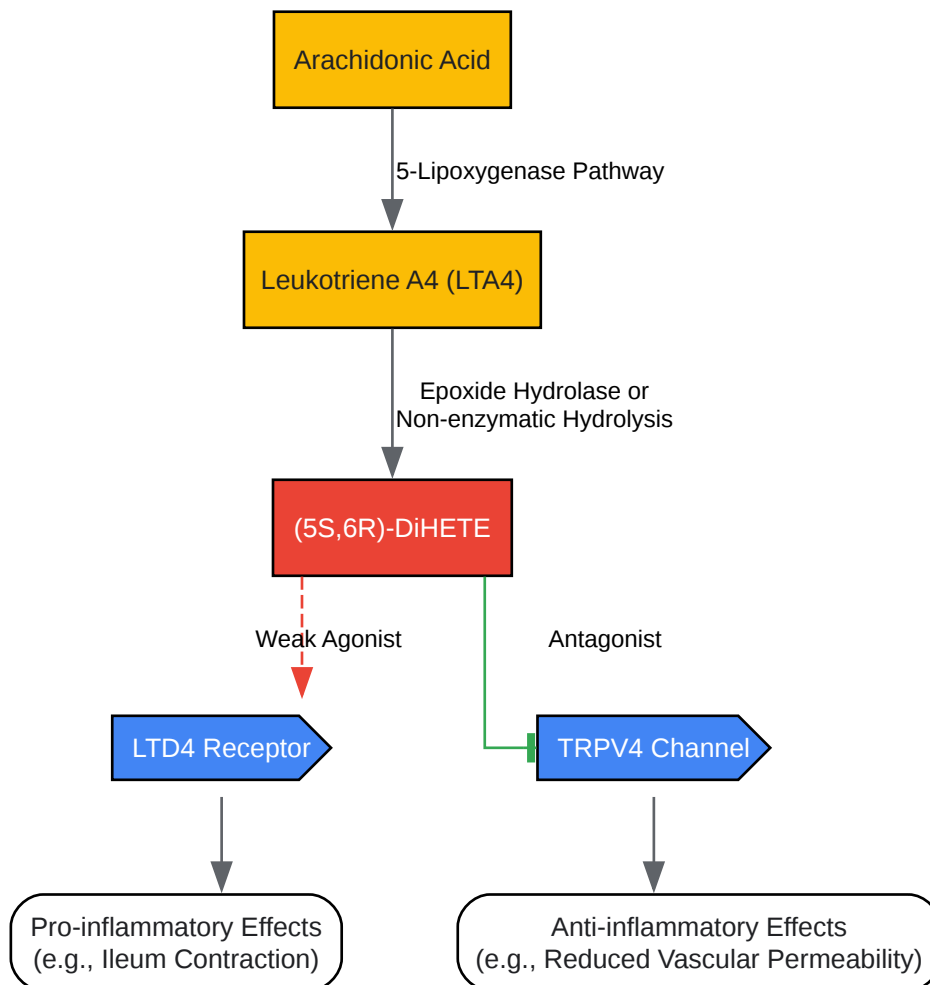 Arachidonic Acid
5-Lipoxygenase Pathway
Leukotriene A4 (LTA4)
Epoxide Hydrolase or
Non-enzymatic Hydrolysis
(5S,6R)-DiHETE
Weak Agonist
Antagonist
LTD4 Receptor
TRPV4 Channel
Pro-inflammatory Effects
(e.g., Ileum Contraction)
Anti-inflammatory Effects
(e.g., Reduced Vascular Permeability)